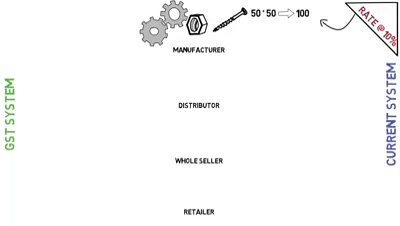 50 * 50 100
RATE @ 10%
MANUFACTURER
GST SYSTEM
CURRENT SYSTEM
DISTRIBUTOR
WHOLE SELLER
RETAILER